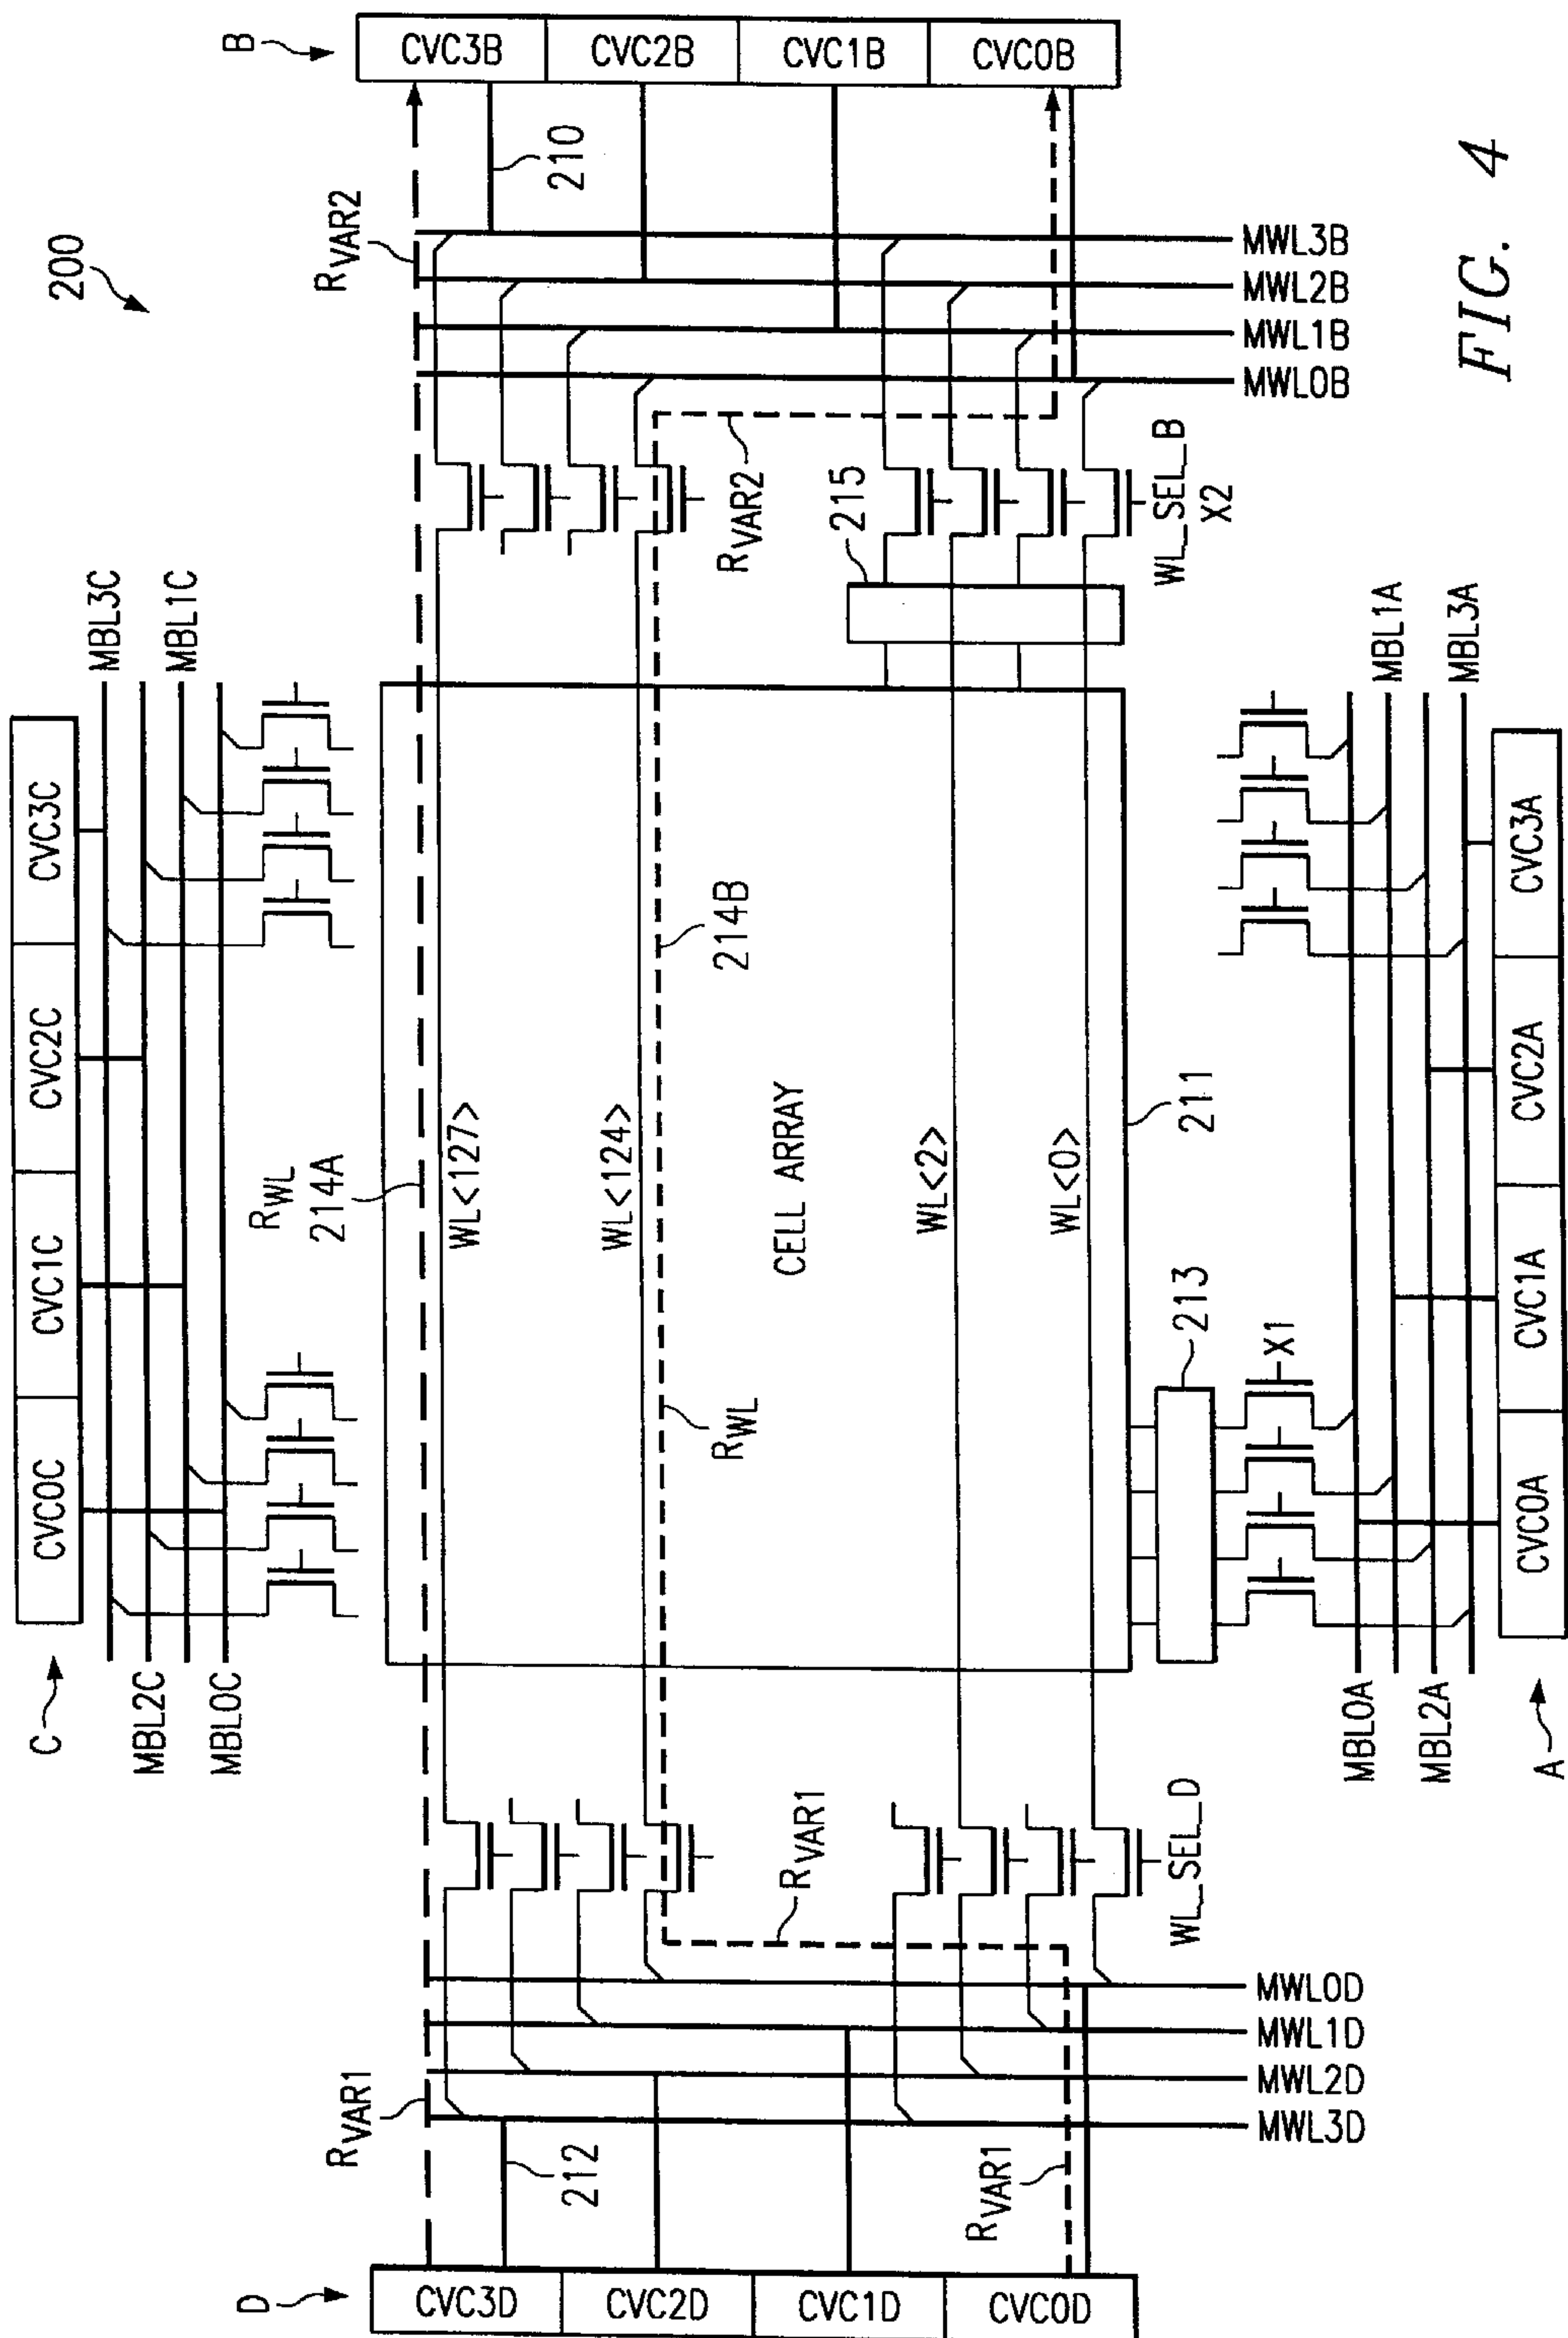 200
B
CVC3B
CVC2B
CVC1B
CVC0B
RVAR2
210
MWL3B
MWL2B
MWL1B
MWL0B
RVAR2
215
WL_SEL_B
X2
C
CVC0C
CVC1C
CVC2C
CVC3C
MBL3C
MBL1C
MBL2C
MBL0C
RWL
214A
WL<127>
WL<124>
214B
CELL ARRAY
RWL
WL<2>
WL<0>
211
213
X1
MBL1A
MBL3A
MBL0A
MBL2A
A
CVC0A
CVC1A
CVC2A
CVC3A
RVAR1
WL_SEL_D
RVAR1
212
RVAR1
MWL0D
MWL1D
MWL2D
MWL3D
D
CVC3D
CVC2D
CVC1D
CVC0D
FIG. 4